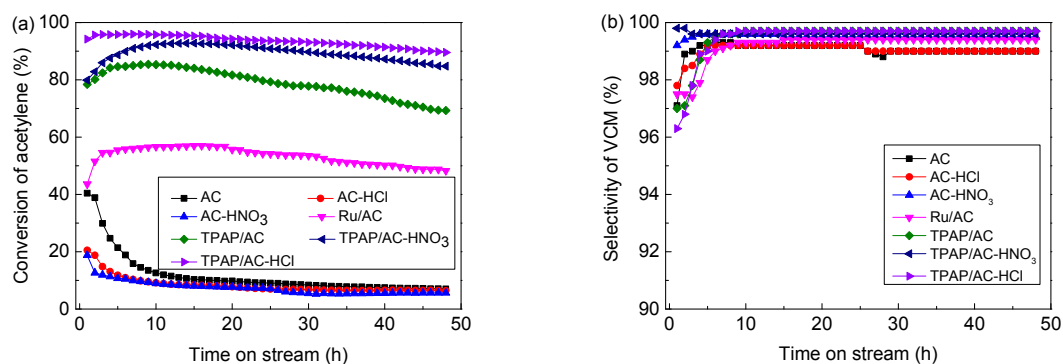 (a)
Conversion of acetylene (%)
100
80
60
40
20
0
AC
AC-HCl
AC-HNO3
Ru/AC
TPAP/AC
TPAP/AC-HNO3
TPAP/AC-HCl
0
10
20
30
40
50
Time on stream (h)
(b)
Selectivity of VCM (%)
100
98
96
94
92
90
AC
AC-HCl
AC-HNO3
Ru/AC
TPAP/AC
TPAP/AC-HNO3
TPAP/AC-HCl
0
10
20
30
40
50
Time on stream (h)